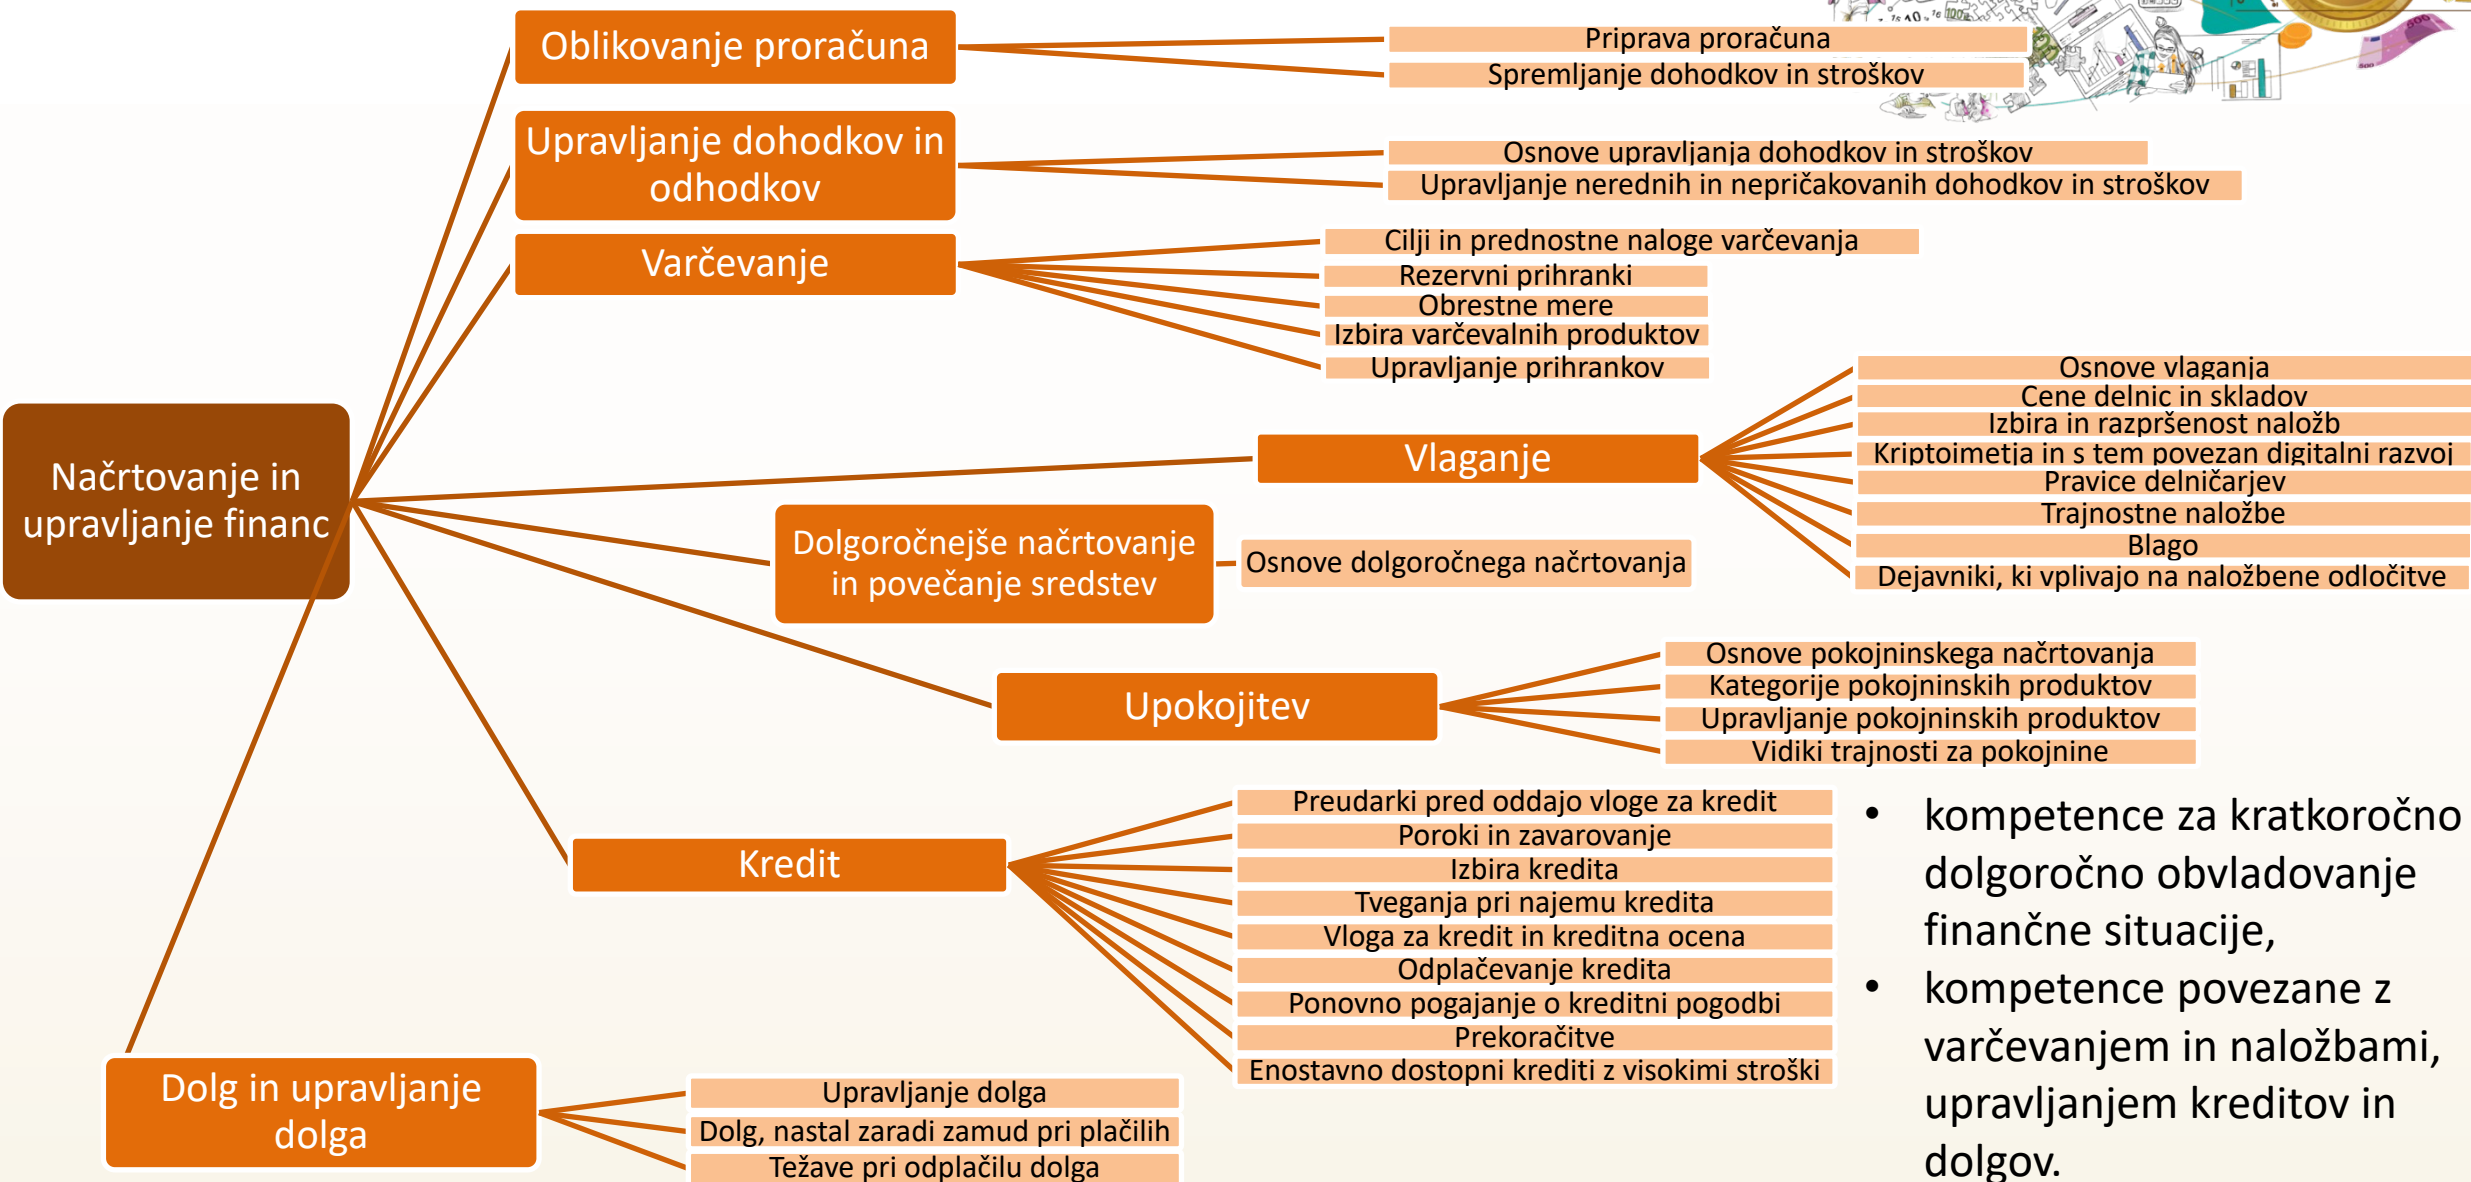 Načrtovanje in
upravljanje financ
Oblikovanje proračuna
Priprava proračuna
Spremljanje dohodkov in stroškov
Upravljanje dohodkov in
odhodkov
Osnove upravljanja dohodkov in stroškov
Upravljanje nerednih in nepričakovanih dohodkov in stroškov
Varčevanje
Cilji in prednostne naloge varčevanja
Rezervni prihranki
Obrestne mere
Izbira varčevalnih produktov
Upravljanje prihrankov
Vlaganje
Osnove vlaganja
Cene delnic in skladov
Izbira in razpršenost naložb
Kriptoimetja in s tem povezan digitalni razvoj
Pravice delničarjev
Trajnostne naložbe
Blago
Dejavniki, ki vplivajo na naložbene odločitve
Dolgoročnejše načrtovanje
in povečanje sredstev
Osnove dolgoročnega načrtovanja
Upokojitev
Osnove pokojninskega načrtovanja
Kategorije pokojninskih produktov
Upravljanje pokojninskih produktov
Vidiki trajnosti za pokojnine
Kredit
Preudarki pred oddajo vloge za kredit
Poroki in zavarovanje
Izbira kredita
Tveganja pri najemu kredita
Vloga za kredit in kreditna ocena
Odplačevanje kredita
Ponovno pogajanje o kreditni pogodbi
Prekoračitve
Enostavno dostopni krediti z visokimi stroški
Dolg in upravljanje
dolga
Upravljanje dolga
Dolg, nastal zaradi zamud pri plačilih
Težave pri odplačilu dolga
• kompetence za kratkoročno
dolgoročno obvladovanje
finančne situacije,
• kompetence povezane z
varčevanjem in naložbami,
upravljanjem kreditov in
dolgov.